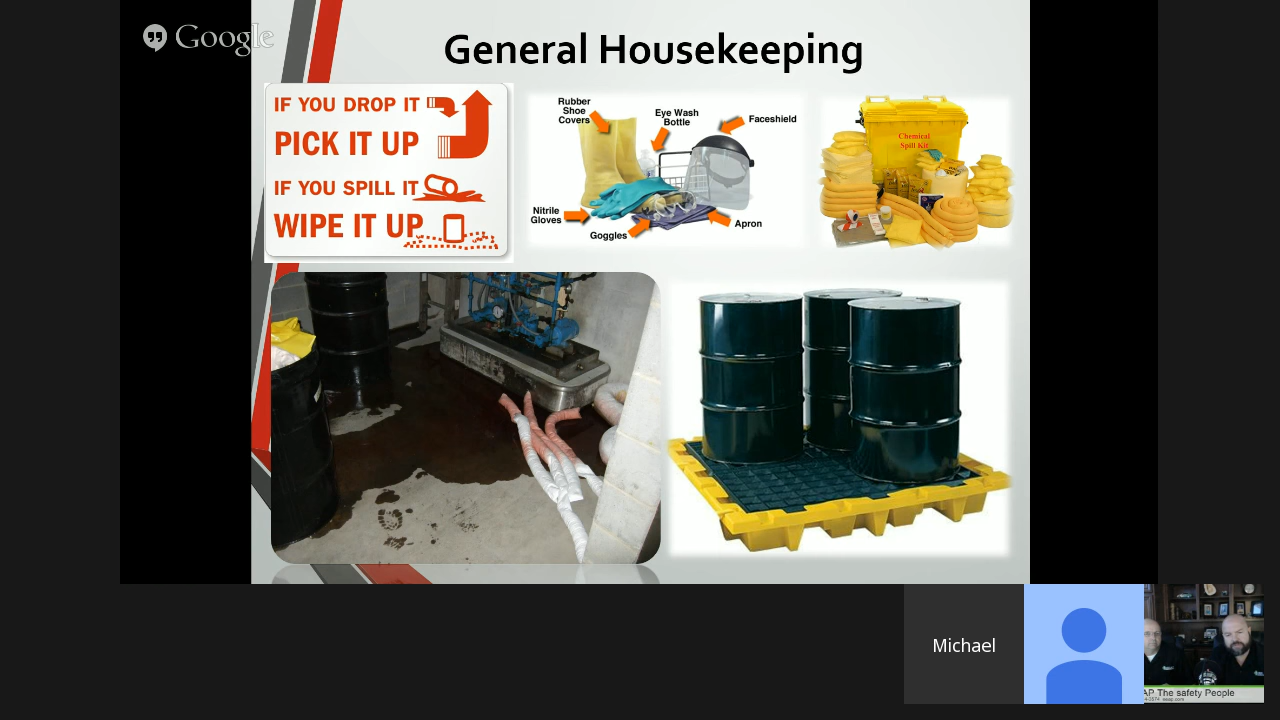 Google
General Housekeeping
IF YOU DROP IT
PICK IT UP
IF YOU SPILL IT
WIPE IT UP
Rubber
Shoe
Covers
Eye Wash
Bottle
Faceshield
Nitrile
Gloves
Goggles
Apron
Chemical
Spill Kit
Michael
AP The safety People